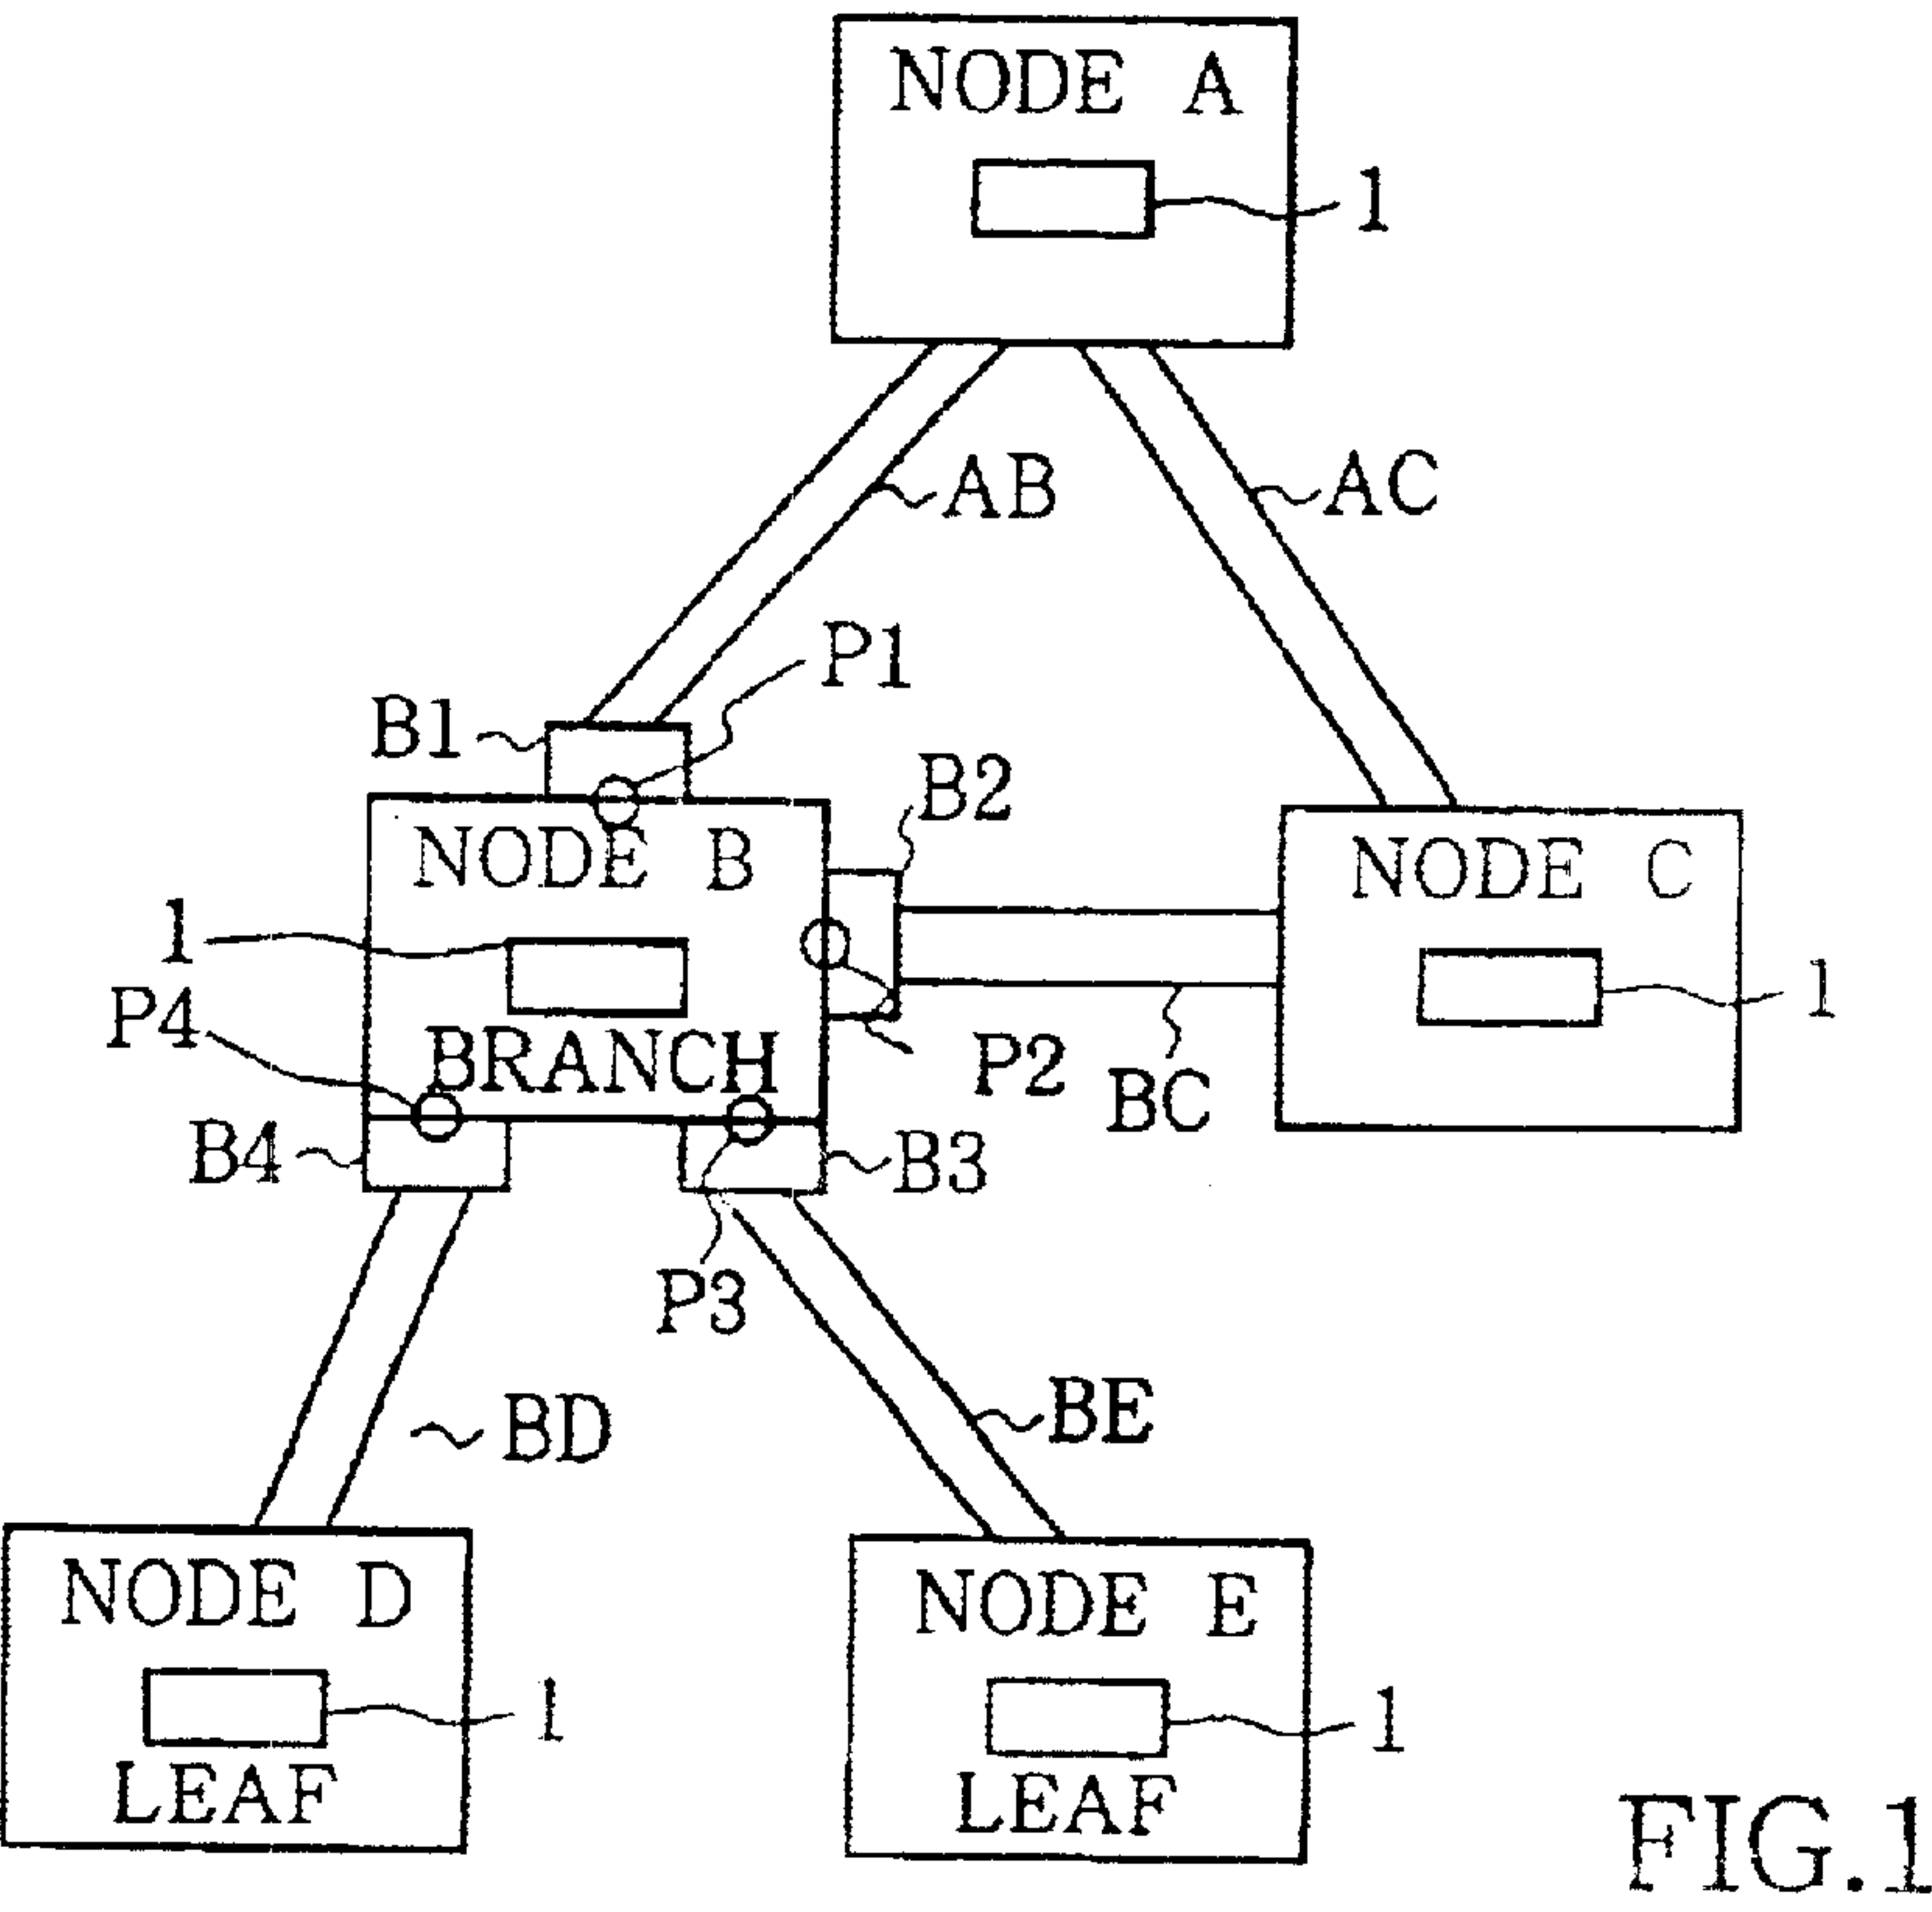 NODE A
1
AB
AC
P1
B1
B2
NODE B
NODE C
1
1
P4
BRANCH
P2
BC
B4
B3
P3
BD
BE
NODE D
NODE E
1
1
LEAF
LEAF
FIG.1